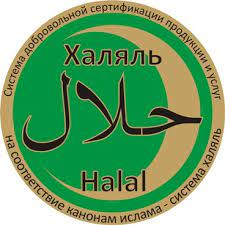 Система добровольной сертификации продукции и услуг
Халяль
حلال
Halal
на соответствие канонам ислама - система халяль